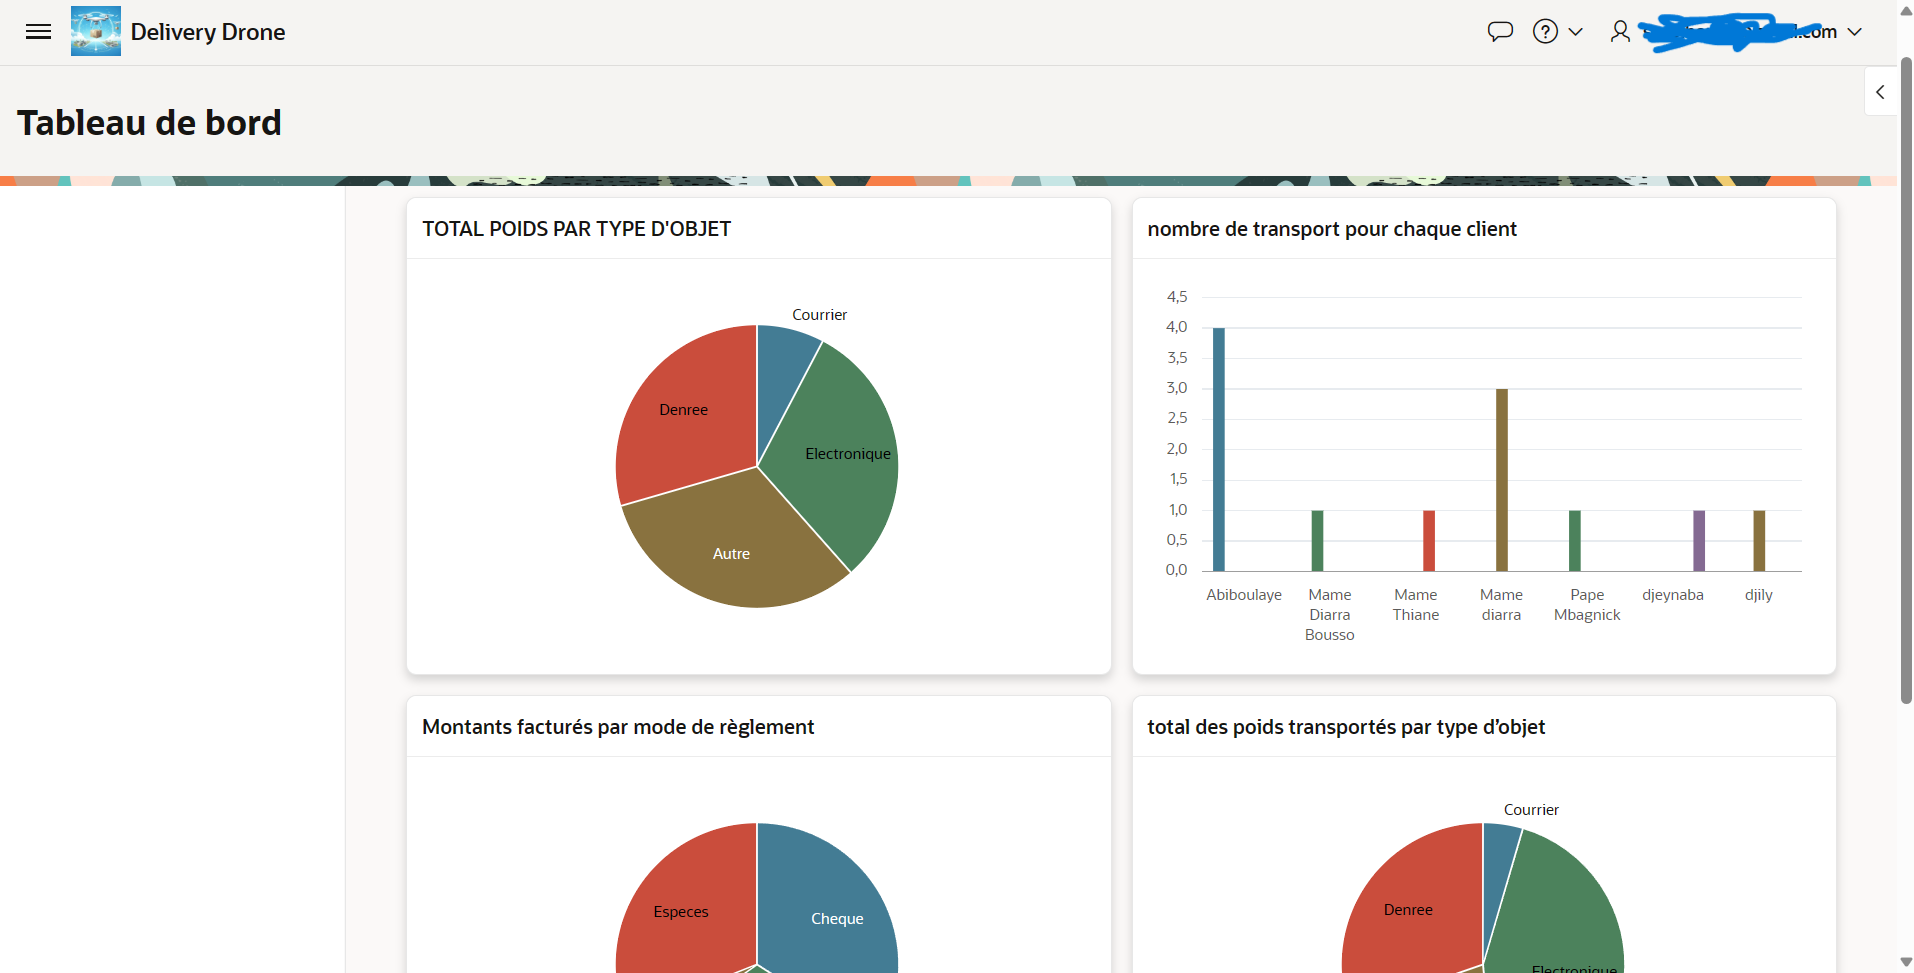 Delivery Drone
.com
Tableau de bord
TOTAL POIDS PAR TYPE D'OBJET
Courrier
Denree
Electronique
Autre
nombre de transport pour chaque client
4,5
4,0
3,5
3,0
2,5
2,0
1,5
1,0
0,5
0,0
Abiboulaye
Mame
Diarra
Bousso
Mame
Thiane
Mame
diarra
Pape
Mbagnick
djeynaba
djily
Montants facturés par mode de règlement
Especes
Cheque
total des poids transportés par type d’objet
Courrier
Denree
Electronique